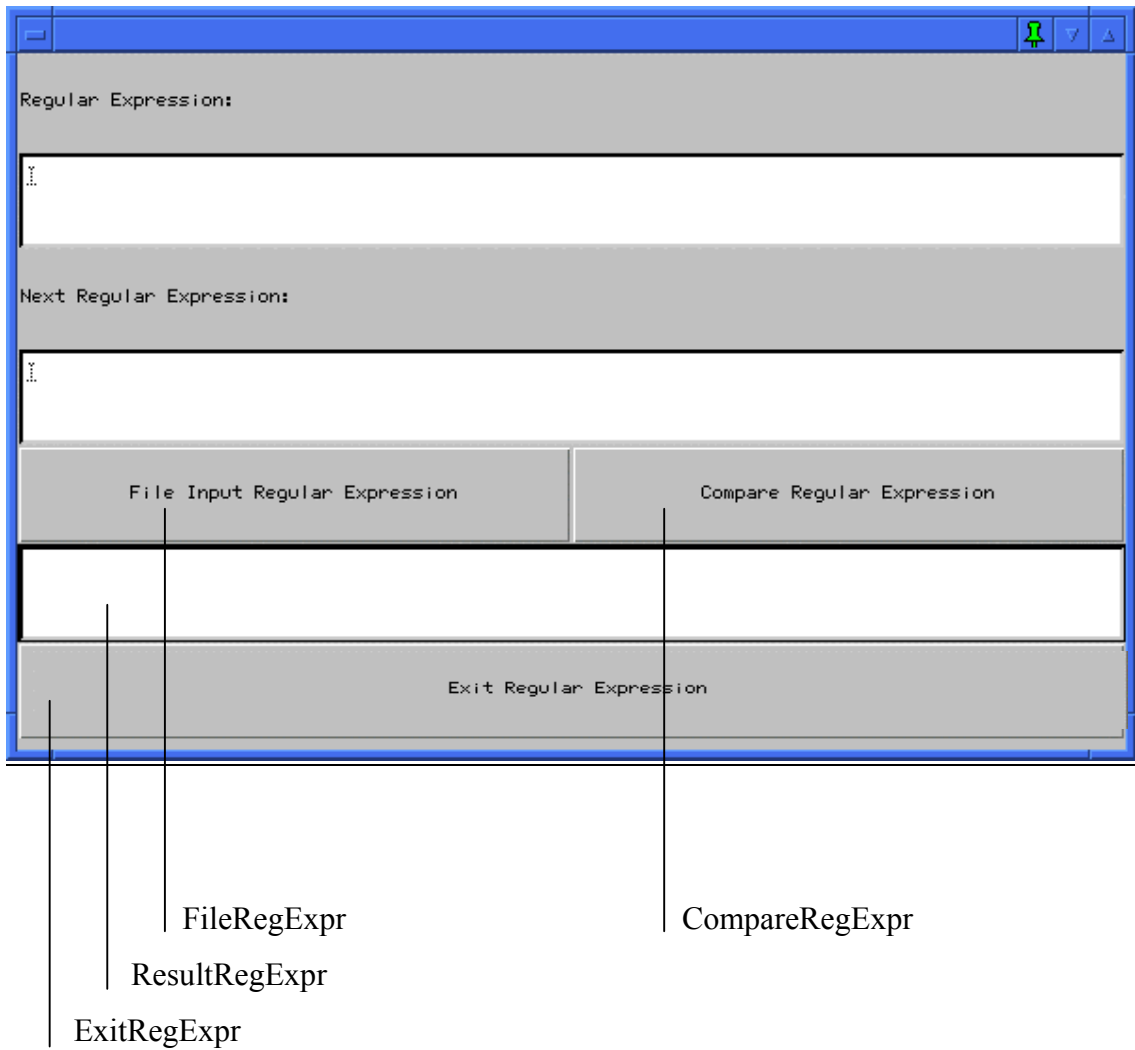 Regular Expression:
Next Regular Expression:
File Input Regular Expression
Compare Regular Expression
Exit Regular Expression
FileRegExpr
CompareRegExpr
ResultRegExpr
ExitRegExpr